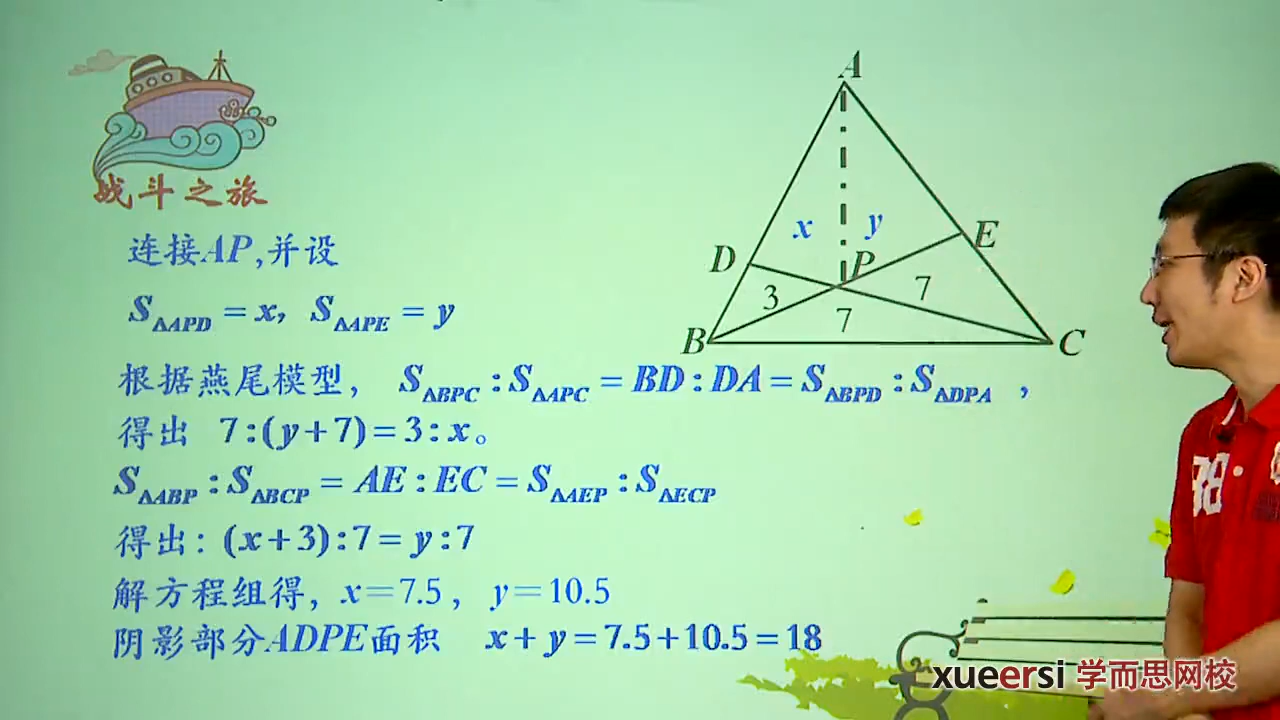 战斗之旅
A
x
y
D
E
P
3
7
7
B
C
连接AP,并设
S△APD = x, S△APE = y
根据燕尾模型, S△BPC : S△APC = BD : DA = S△BPD : S△DPA ,
得出 7:(y+7)=3:x。
S△ABP : S△BCP = AE : EC = S△AEP : S△ECP
得出: (x+3):7=y:7
解方程组得, x=7.5, y=10.5
阴影部分ADPE面积 x+y=7.5+10.5=18
xueersi 学而思网校